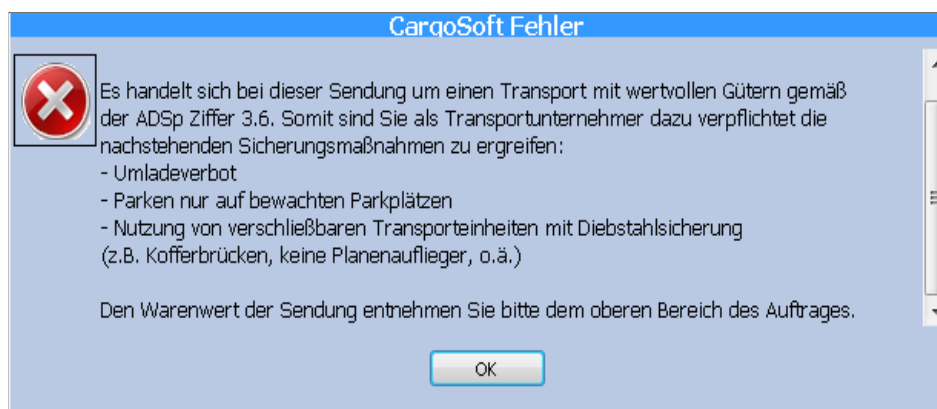 CargoSoft Fehler
Es handelt sich bei dieser Sendung um einen Transport mit wertvollen Gütern gemäß
der ADSp Ziffer 3.6. Somit sind Sie als Transportunternehmer dazu verpflichtet die
nachstehenden Sicherungsmaßnahmen zu ergreifen:
- Umladeverbot
- Parken nur auf bewachten Parkplätzen
- Nutzung von verschließbaren Transporteinheiten mit Diebstahlsicherung
(z.B. Kofferbrücken, keine Planenauflieger, o.ä.)
Den Warenwert der Sendung entnehmen Sie bitte dem oberen Bereich des Auftrages.
OK